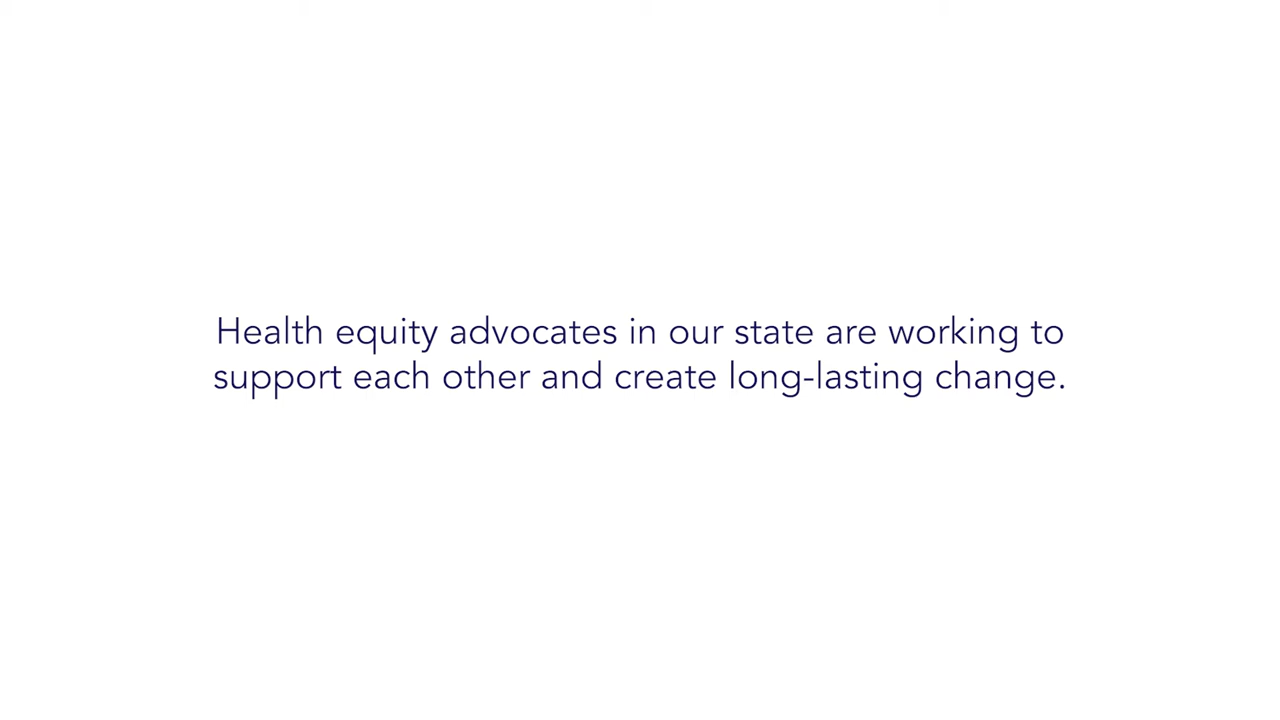 Health equity advocates in our state are working to
support each other and create long-lasting change.